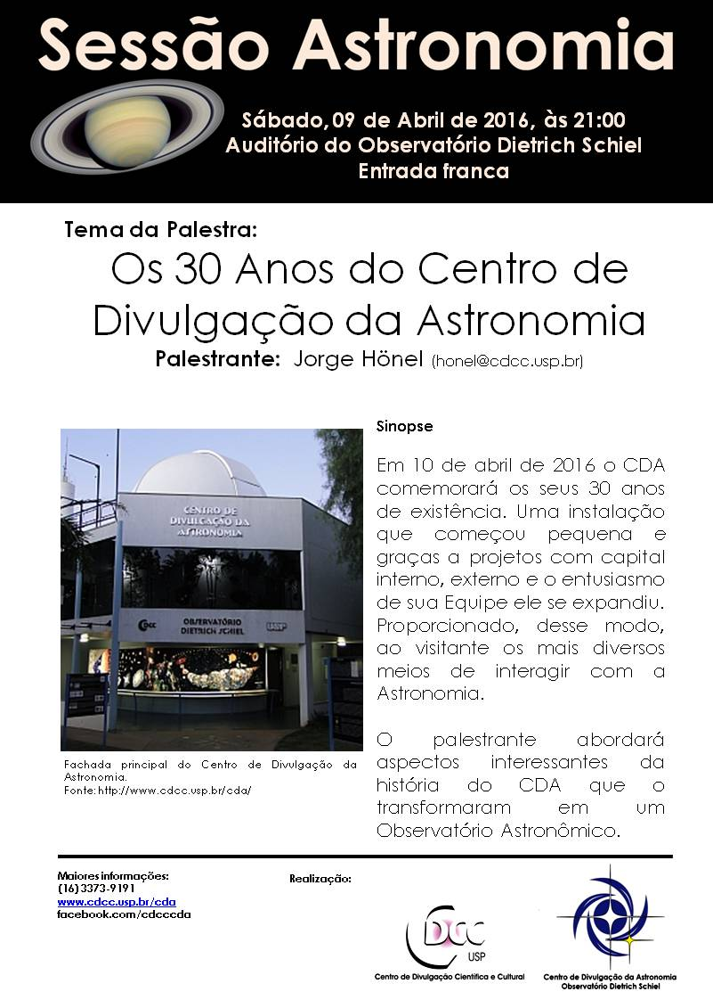 Sessão Astronomia
Sábado, 09 de Abril de 2016, às 21:00
Auditório do Observatório Dietrich Schiel
Entrada franca
Tema da Palestra:
Os 30 Anos do Centro de
Divulgação da Astronomia
Palestrante: Jorge Hönel (honel@cdcc.usp.br)
CENTRO DE
DIVULGAÇÃO DA
ASTRONOMIA
CDCC OBSERVATÓRIO USP
DIETRICH SCHIEL
Fachada principal do Centro de Divulgação da
Astronomia.
Fonte: http://www.cdcc.usp.br/cda/
Sinopse
Em 10 de abril de 2016 o CDA
comemorará os seus 30 anos
de existência. Uma instalação
que começou pequena e
graças a projetos com capital
interno, externo e o entusiasmo
de sua Equipe ele se expandiu.
Proporcionado, desse modo,
ao visitante os mais diversos
meios de interagir com a
Astronomia.
O palestrante abordará
aspectos interessantes da
história do CDA que o
transformaram em um
Observatório Astronômico.
Maiores informações:
(16) 3373-9191
www.cdcc.usp.br/cda
facebook.com/cdcccda
Realização:
CDCC
USP
Centro de Divulgação Científica e Cultural
Centro de Divulgação da Astronomia
Observatório Dietrich Schiel